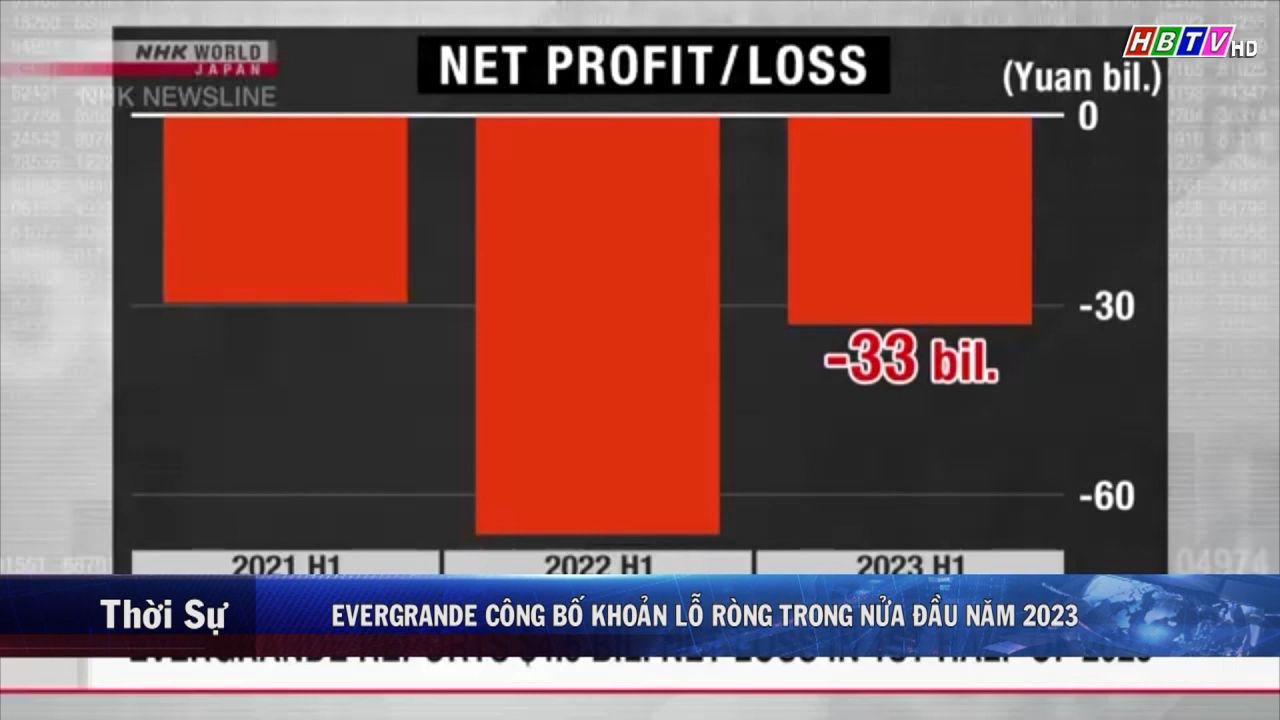 HBTV HD
NHK WORLD
JAPAN
NHK NEWSLINE
NET PROFIT/LOSS
(Yuan bil.)
0
-30
-33 bil.
-60
2021 H1
2022 H1
2023 H1
Thời Sự
EVERGRANDE CÔNG BỐ KHOẢN LỖ RÒNG TRONG NỬA ĐẦU NĂM 2023